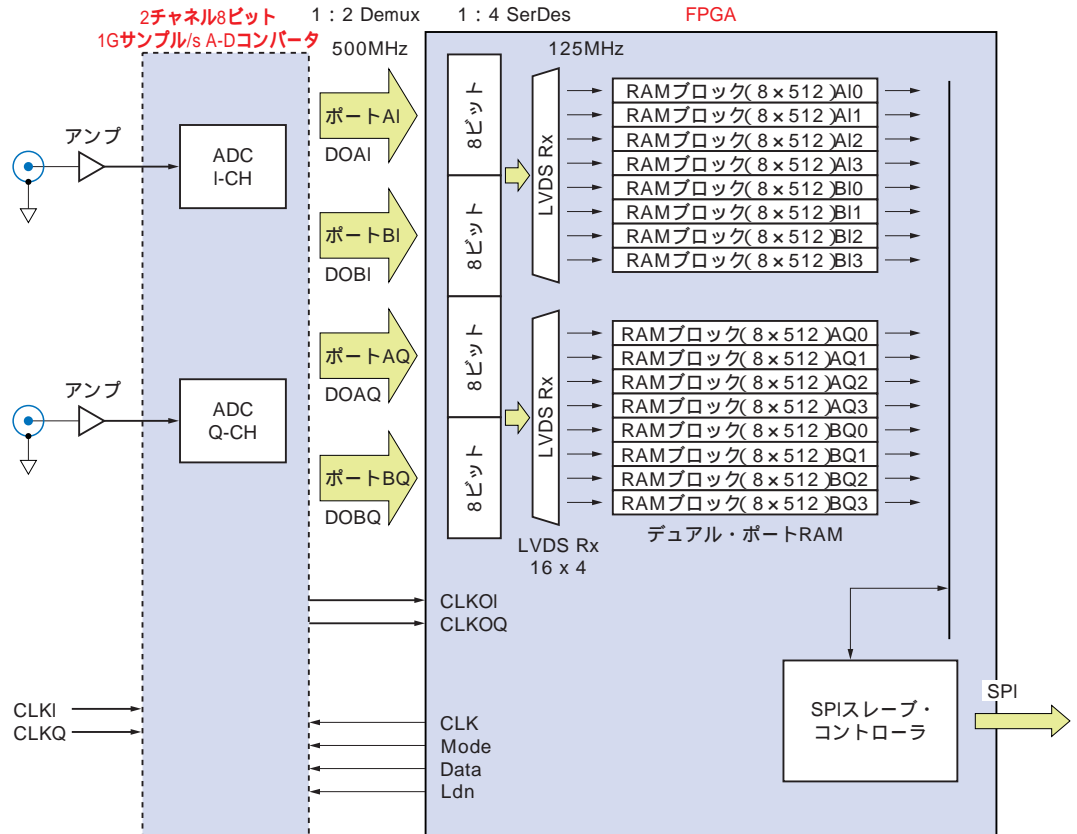 2チャネル8ビット
1Gサンプル/s A-Dコンバータ
1：2 Demux
1：4 SerDes
FPGA
500MHz
125MHz
アンプ
ADC
I-CH
ポートAI
DOAI
ポートBI
DOBI
8ビット
8ビット
LVDS Rx
RAMブロック(8×512)AI0
RAMブロック(8×512)AI1
RAMブロック(8×512)AI2
RAMブロック(8×512)AI3
RAMブロック(8×512)BI0
RAMブロック(8×512)BI1
RAMブロック(8×512)BI2
RAMブロック(8×512)BI3
アンプ
ADC
Q-CH
ポートAQ
DOAQ
ポートBQ
DOBQ
8ビット
8ビット
LVDS Rx
RAMブロック(8×512)AQ0
RAMブロック(8×512)AQ1
RAMブロック(8×512)AQ2
RAMブロック(8×512)AQ3
RAMブロック(8×512)BQ0
RAMブロック(8×512)BQ1
RAMブロック(8×512)BQ2
RAMブロック(8×512)BQ3
デュアル・ポートRAM
LVDS Rx
16 x 4
CLKOI
CLKOQ
CLKI
CLKQ
CLK
Mode
Data
Ldn
SPIスレーブ・
コントローラ
SPI